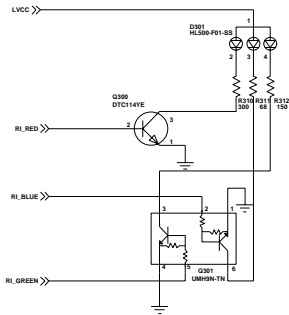 LVCC
1
D301
HL500-F01-SS
2 3 4
R310 R311 R312
300 68 150
Q300
DTC114YE
3
RI_RED
2
1
RI_BLUE
3 2 1
4 5 6
Q301
UMH9N-TN
RI_GREEN